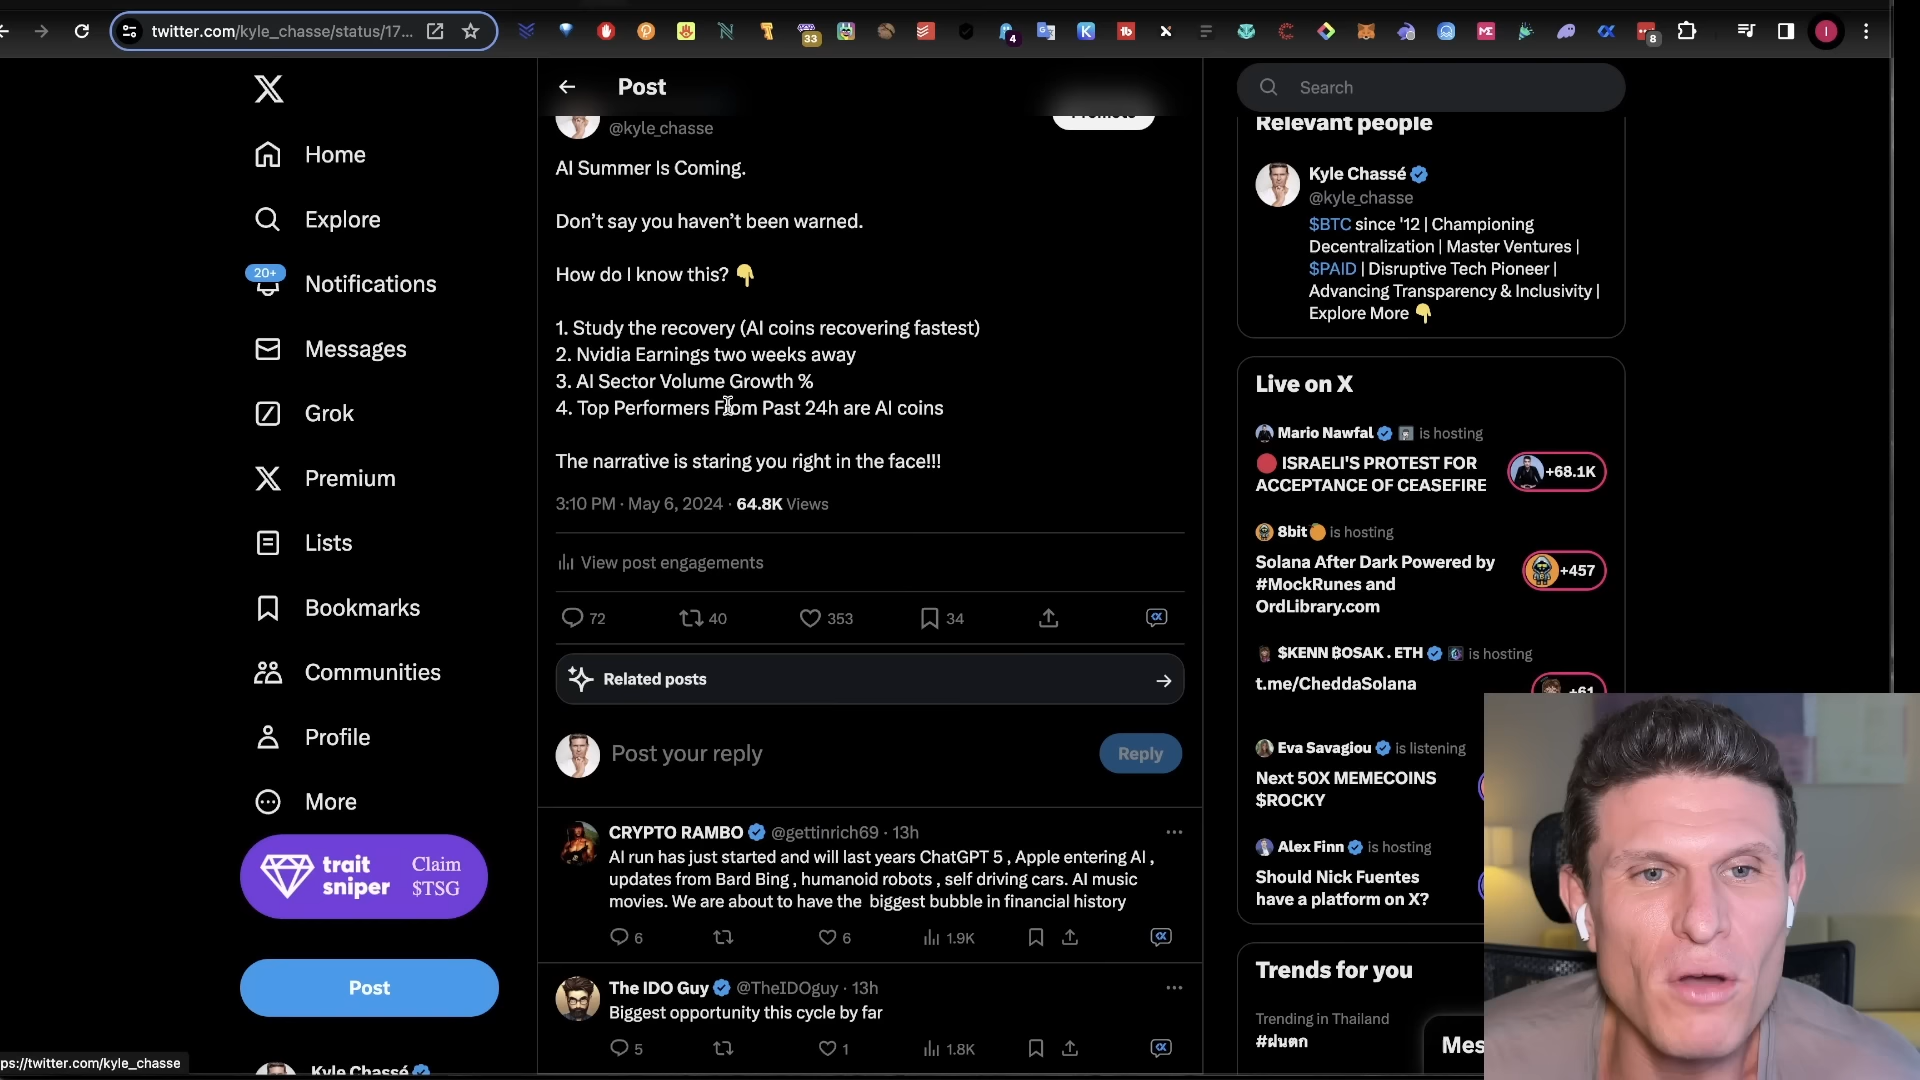 twitter.com/kyle_chasse/status/17...
33
4
8
Home
Explore
20+
Notifications
Messages
Grok
Premium
Lists
Bookmarks
Communities
Profile
More
trait sniper
Claim $TSG
Post
Kyle Chassé
ps://twitter.com/kyle_chasse
Post
@kyle_chasse
AI Summer Is Coming.
Don’t say you haven’t been warned.
How do I know this? 👇
1. Study the recovery (AI coins recovering fastest)
2. Nvidia Earnings two weeks away
3. AI Sector Volume Growth %
4. Top Performers From Past 24h are AI coins
The narrative is staring you right in the face!!!
3:10 PM · May 6, 2024 · 64.8K Views
View post engagements
72 40 353 34
Related posts
Post your reply
Reply
CRYPTO RAMBO @gettinrich69 · 13h
AI run has just started and will last years ChatGPT 5 , Apple entering AI ,
updates from Bard Bing , humanoid robots , self driving cars. AI music
movies. We are about to have the biggest bubble in financial history
6 6 1.9K
The IDO Guy @TheIDOguy · 13h
Biggest opportunity this cycle by far
5 1 1.8K
Search
Relevant people
Kyle Chassé
@kyle_chasse
$BTC since '12 | Championing
Decentralization | Master Ventures |
$PAID | Disruptive Tech Pioneer |
Advancing Transparency & Inclusivity |
Explore More 👇
Live on X
Mario Nawfal is hosting
ISRAELI'S PROTEST FOR
ACCEPTANCE OF CEASEFIRE
+68.1K
8bit is hosting
Solana After Dark Powered by
#MockRunes and
OrdLibrary.com
+457
$KENN ₿OSAK . ETH is hosting
t.me/CheddaSolana
+61
Eva Savagiou is listening
Next 50X MEMECOINS
$ROCKY
Alex Finn is hosting
Should Nick Fuentes
have a platform on X?
Trends for you
Trending in Thailand
#ฝนตก
Mes